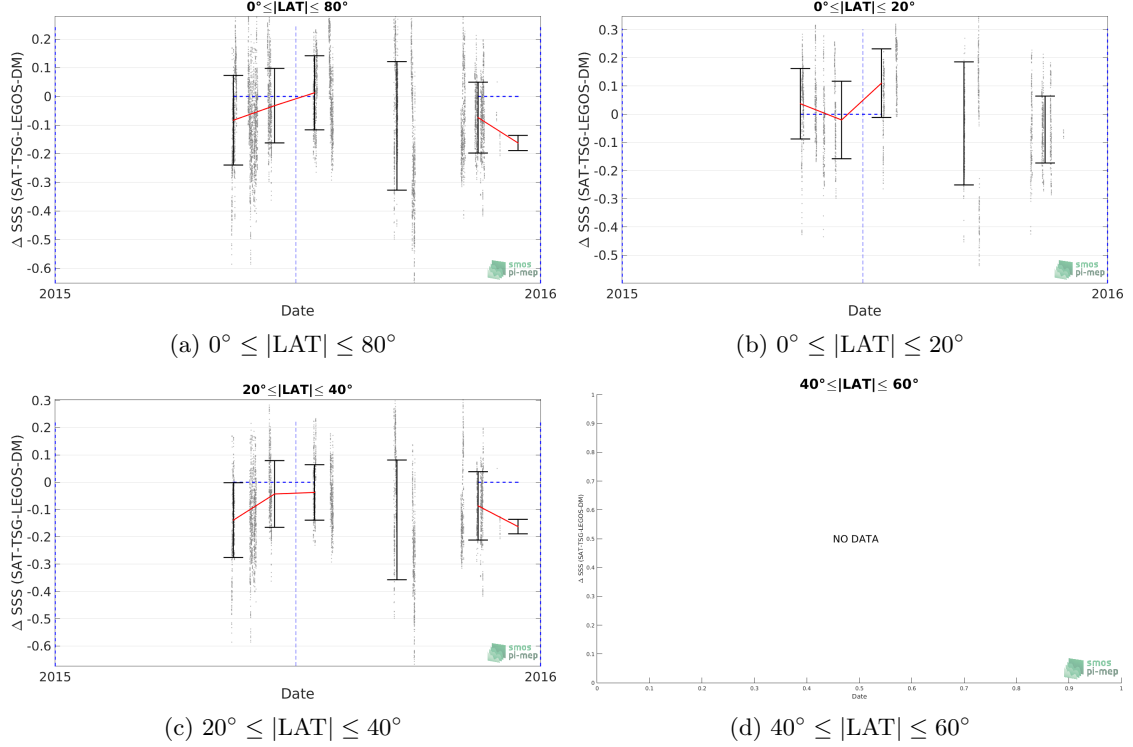 0°≤|LAT|≤ 80°
0.2
0.1
0
-0.1
-0.2
-0.3
-0.4
-0.5
-0.6
Δ SSS (SAT-TSG-LEGOS-DM)
2015
2016
Date
smos
pi-mep
(a) 0° ≤ |LAT| ≤ 80°
0°≤|LAT|≤ 20°
0.3
0.2
0.1
0
-0.1
-0.2
-0.3
-0.4
-0.5
Δ SSS (SAT-TSG-LEGOS-DM)
2015
2016
Date
smos
pi-mep
(b) 0° ≤ |LAT| ≤ 20°
20°≤|LAT|≤ 40°
0.3
0.2
0.1
0
-0.1
-0.2
-0.3
-0.4
-0.5
-0.6
Δ SSS (SAT-TSG-LEGOS-DM)
2015
2016
Date
smos
pi-mep
(c) 20° ≤ |LAT| ≤ 40°
40°≤|LAT|≤ 60°
1
0.9
0.8
0.7
0.6
0.5
0.4
0.3
0.2
0.1
0
Δ SSS (SAT-TSG-LEGOS-DM)
NO DATA
0 0.1 0.2 0.3 0.4 0.5 0.6 0.7 0.8 0.9 1
Date
smos
pi-mep
(d) 40° ≤ |LAT| ≤ 60°